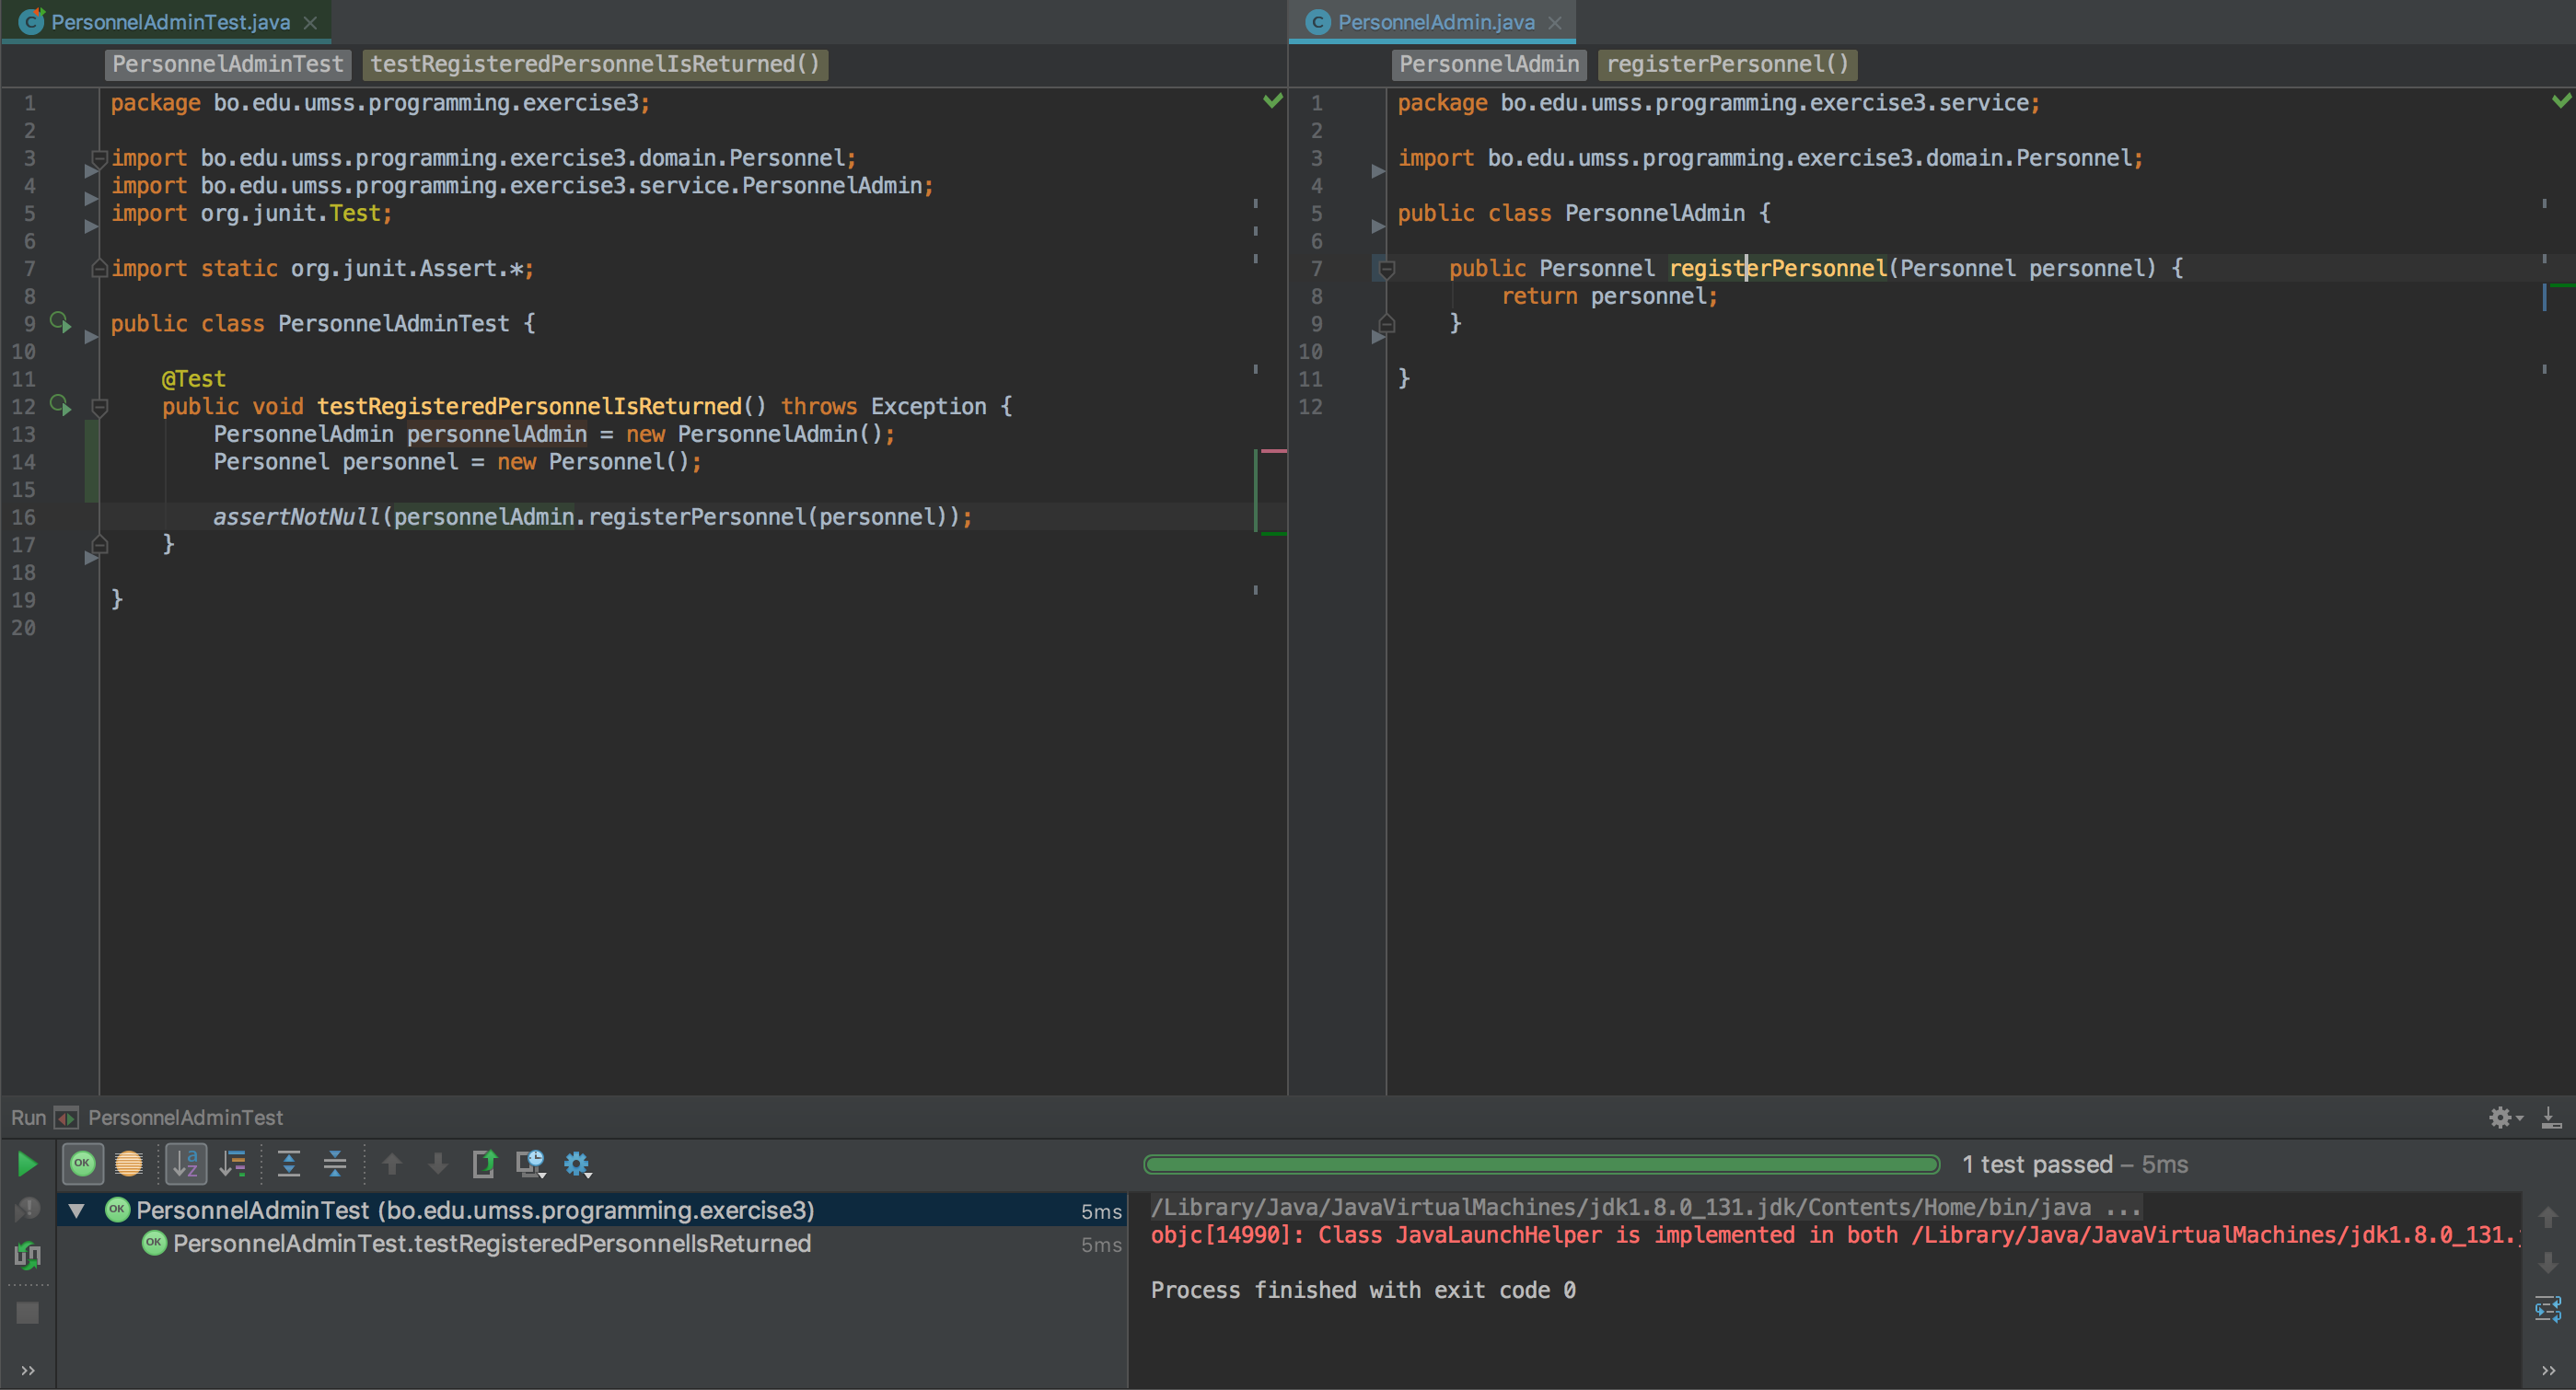 PersonnelAdminTest.java
PersonnelAdminTest testRegisteredPersonnelIsReturned()
1 package bo.edu.umss.programming.exercise3;
2
3 import bo.edu.umss.programming.exercise3.domain.Personnel;
4 import bo.edu.umss.programming.exercise3.service.PersonnelAdmin;
5 import org.junit.Test;
6
7 import static org.junit.Assert.*;
8
9 public class PersonnelAdminTest {
10
11 @Test
12 public void testRegisteredPersonnelIsReturned() throws Exception {
13 PersonnelAdmin personnelAdmin = new PersonnelAdmin();
14 Personnel personnel = new Personnel();
15
16 assertNotNull(personnelAdmin.registerPersonnel(personnel));
17 }
18
19 }
20
PersonnelAdmin.java
PersonnelAdmin registerPersonnel()
1 package bo.edu.umss.programming.exercise3.service;
2
3 import bo.edu.umss.programming.exercise3.domain.Personnel;
4
5 public class PersonnelAdmin {
6
7 public Personnel registerPersonnel(Personnel personnel) {
8 return personnel;
9 }
10
11 }
12
Run PersonnelAdminTest
1 test passed – 5ms
PersonnelAdminTest (bo.edu.umss.programming.exercise3) 5ms
PersonnelAdminTest.testRegisteredPersonnelIsReturned 5ms
/Library/Java/JavaVirtualMachines/jdk1.8.0_131.jdk/Contents/Home/bin/java ...
objc[14990]: Class JavaLaunchHelper is implemented in both /Library/Java/JavaVirtualMachines/jdk1.8.0_131.
Process finished with exit code 0